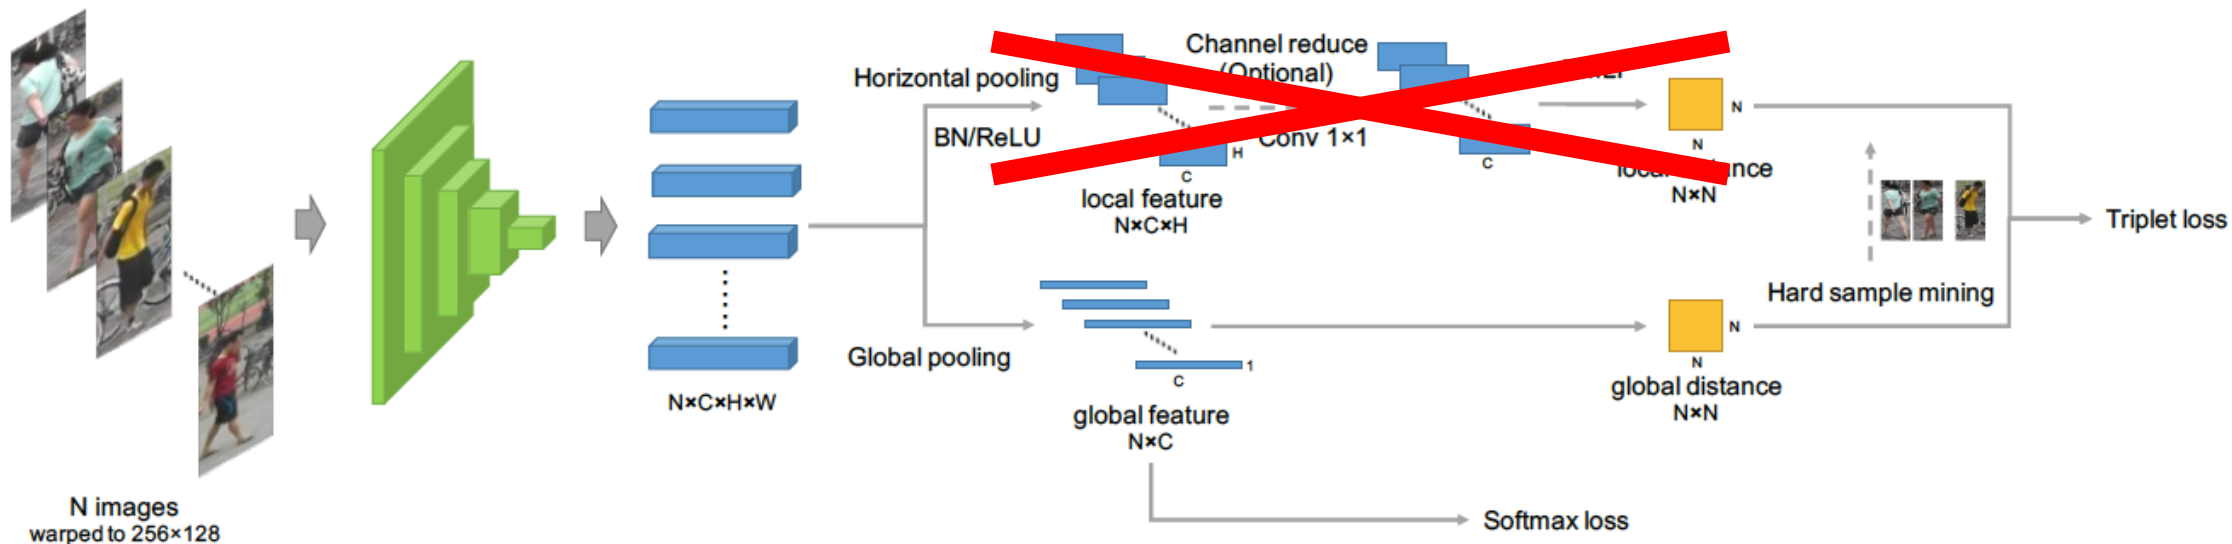 N images
warped to 256×128
N×C×H×W
Horizontal pooling
BN/ReLU
Global pooling
Channel reduce
(Optional)
Conv 1×1
H
C
local feature
N×C×H
C
N
N
N×N
1
C
global feature
N×C
N
N
global distance
N×N
Hard sample mining
Triplet loss
Softmax loss